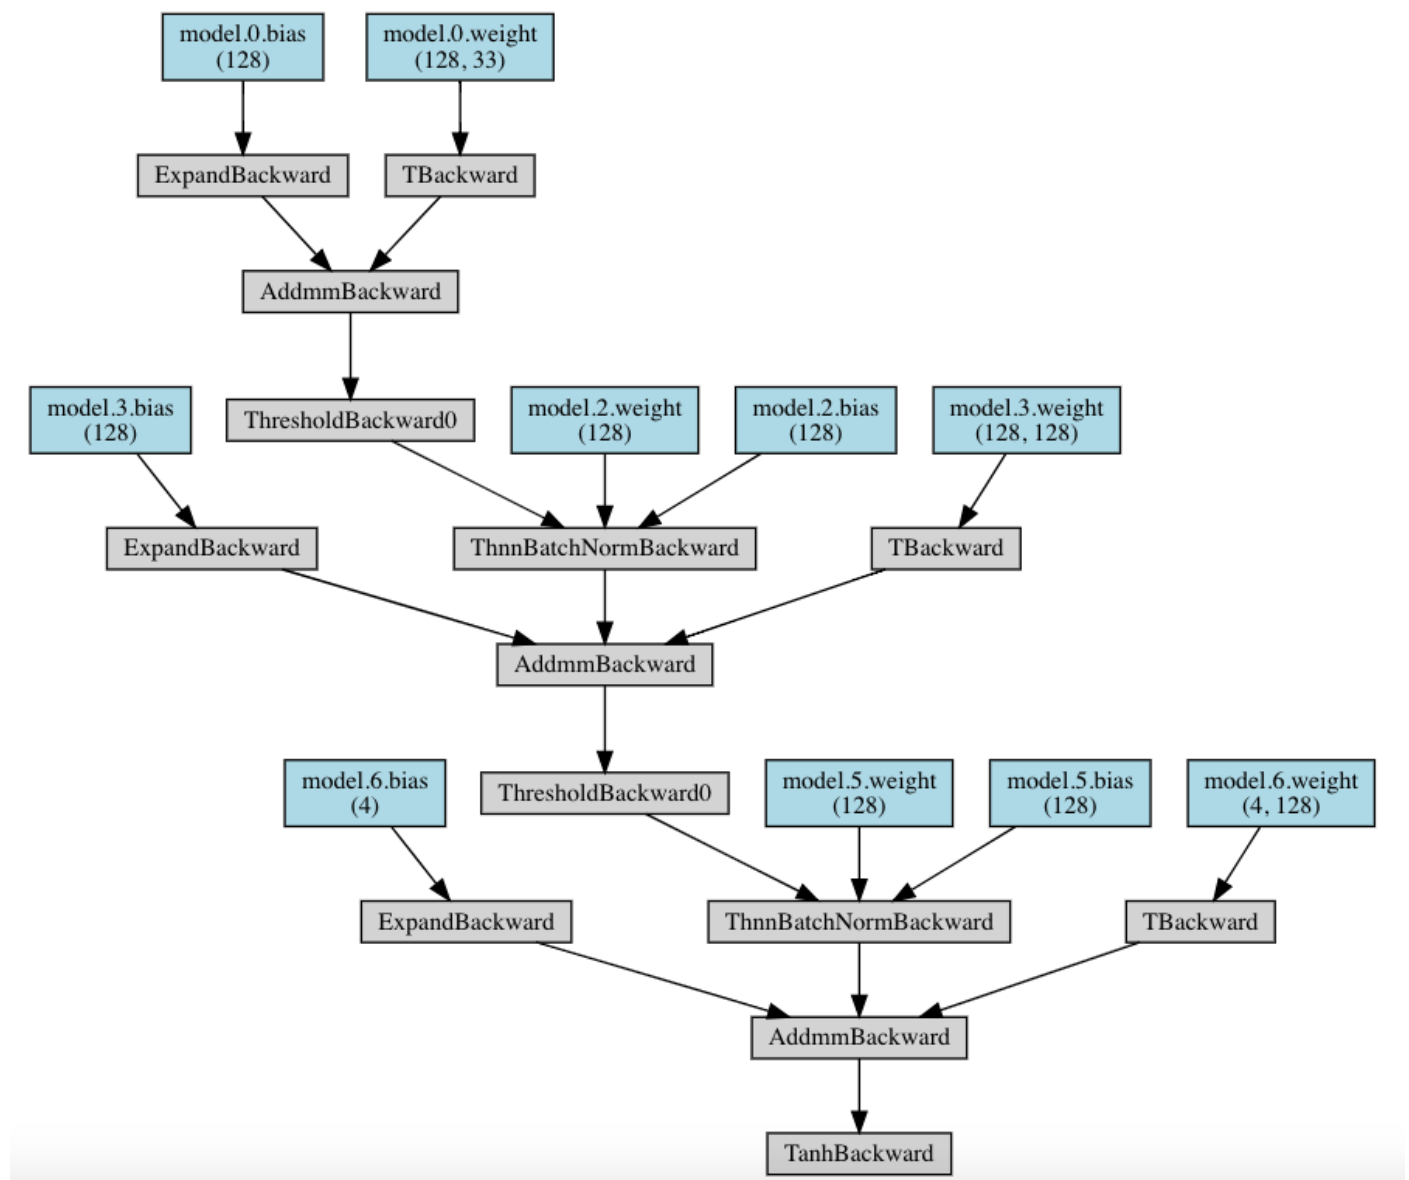 model.0.bias
(128)
model.0.weight
(128, 33)
ExpandBackward
TBackward
AddmmBackward
model.3.bias
(128)
ThresholdBackward0
model.2.weight
(128)
model.2.bias
(128)
model.3.weight
(128, 128)
ExpandBackward
ThnnBatchNormBackward
TBackward
AddmmBackward
model.6.bias
(4)
ThresholdBackward0
model.5.weight
(128)
model.5.bias
(128)
model.6.weight
(4, 128)
ExpandBackward
ThnnBatchNormBackward
TBackward
AddmmBackward
TanhBackward